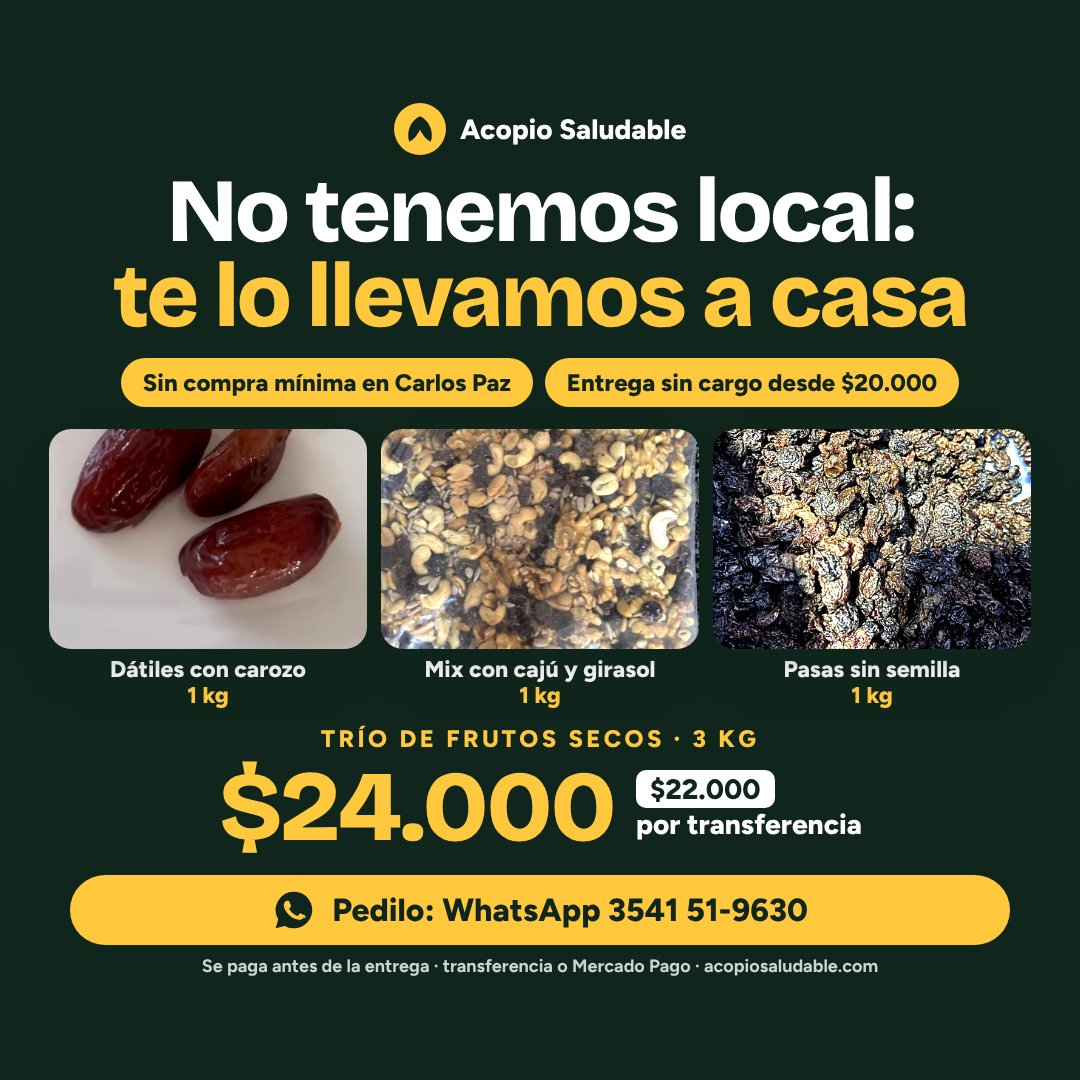 Acopio Saludable
No tenemos local:
te lo llevamos a casa
Sin compra mínima en Carlos Paz
Entrega sin cargo desde $20.000
Dátiles con carozo
1 kg
Mix con cajú y girasol
1 kg
Pasas sin semilla
1 kg
TRÍO DE FRUTOS SECOS · 3 KG
$24.000
$22.000
por transferencia
Pedilo: WhatsApp 3541 51-9630
Se paga antes de la entrega · transferencia o Mercado Pago · acopiosaludable.com